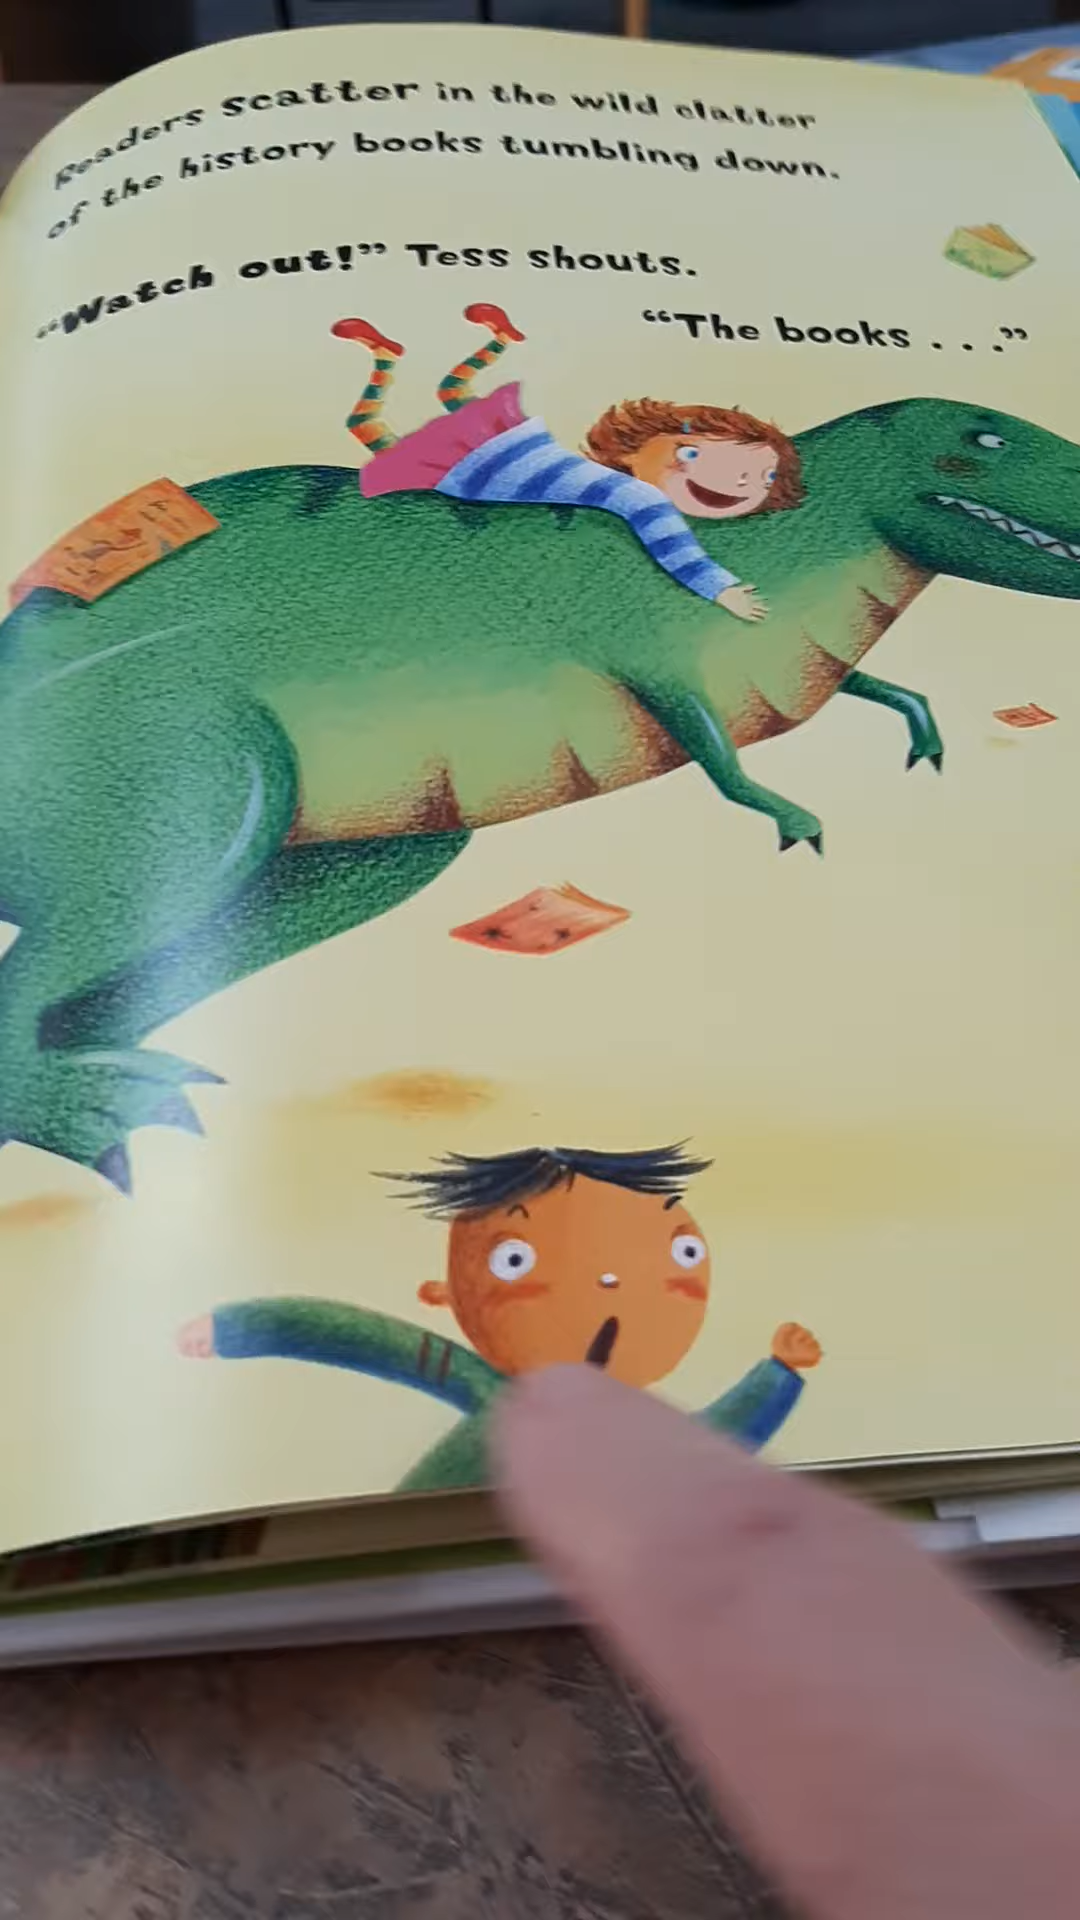 Readers scatter in the wild clatter
of the history books tumbling down.
“Watch out!” Tess shouts.
“The books . . .”